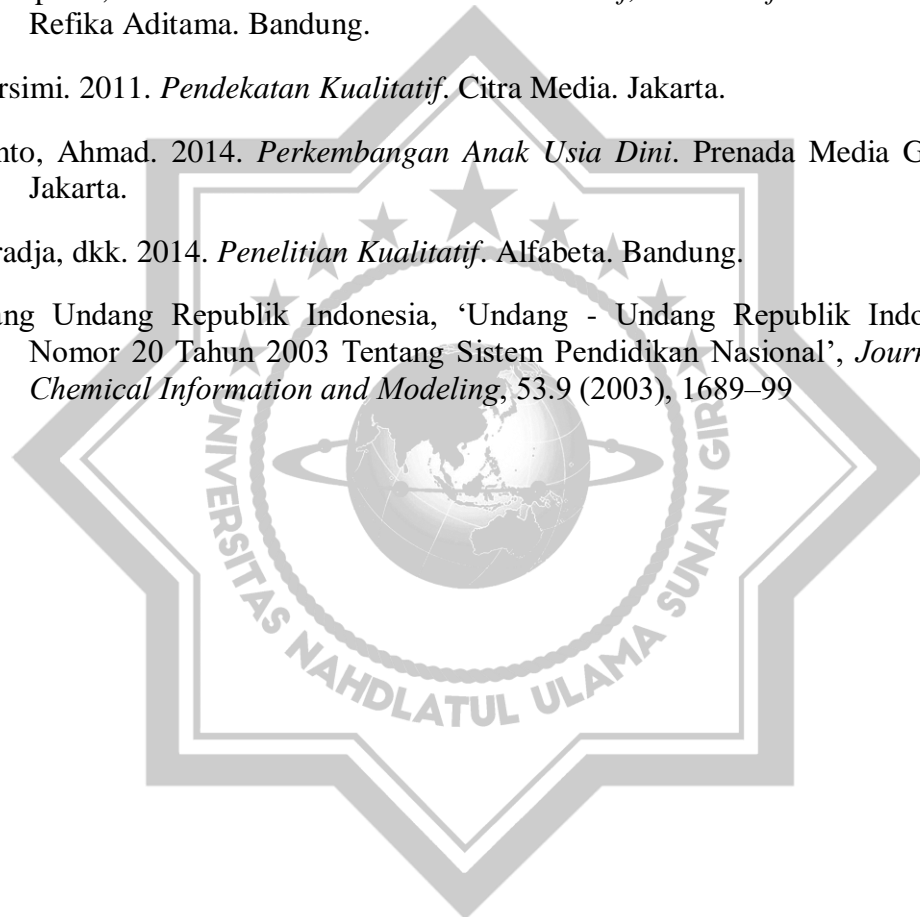 Refika Aditama. Bandung.
rsimi. 2011. Pendekatan Kualitatif. Citra Media. Jakarta.
nto, Ahmad. 2014. Perkembangan Anak Usia Dini. Prenada Media G
Jakarta.
radja, dkk. 2014. Penelitian Kualitatif. Alfabeta. Bandung.
ng Undang Republik Indonesia, ‘Undang - Undang Republik Indo
Nomor 20 Tahun 2003 Tentang Sistem Pendidikan Nasional’, Journ
Chemical Information and Modeling, 53.9 (2003), 1689–99
UNIVERSITAS NAHDLATUL ULAMA SUNAN GIRI